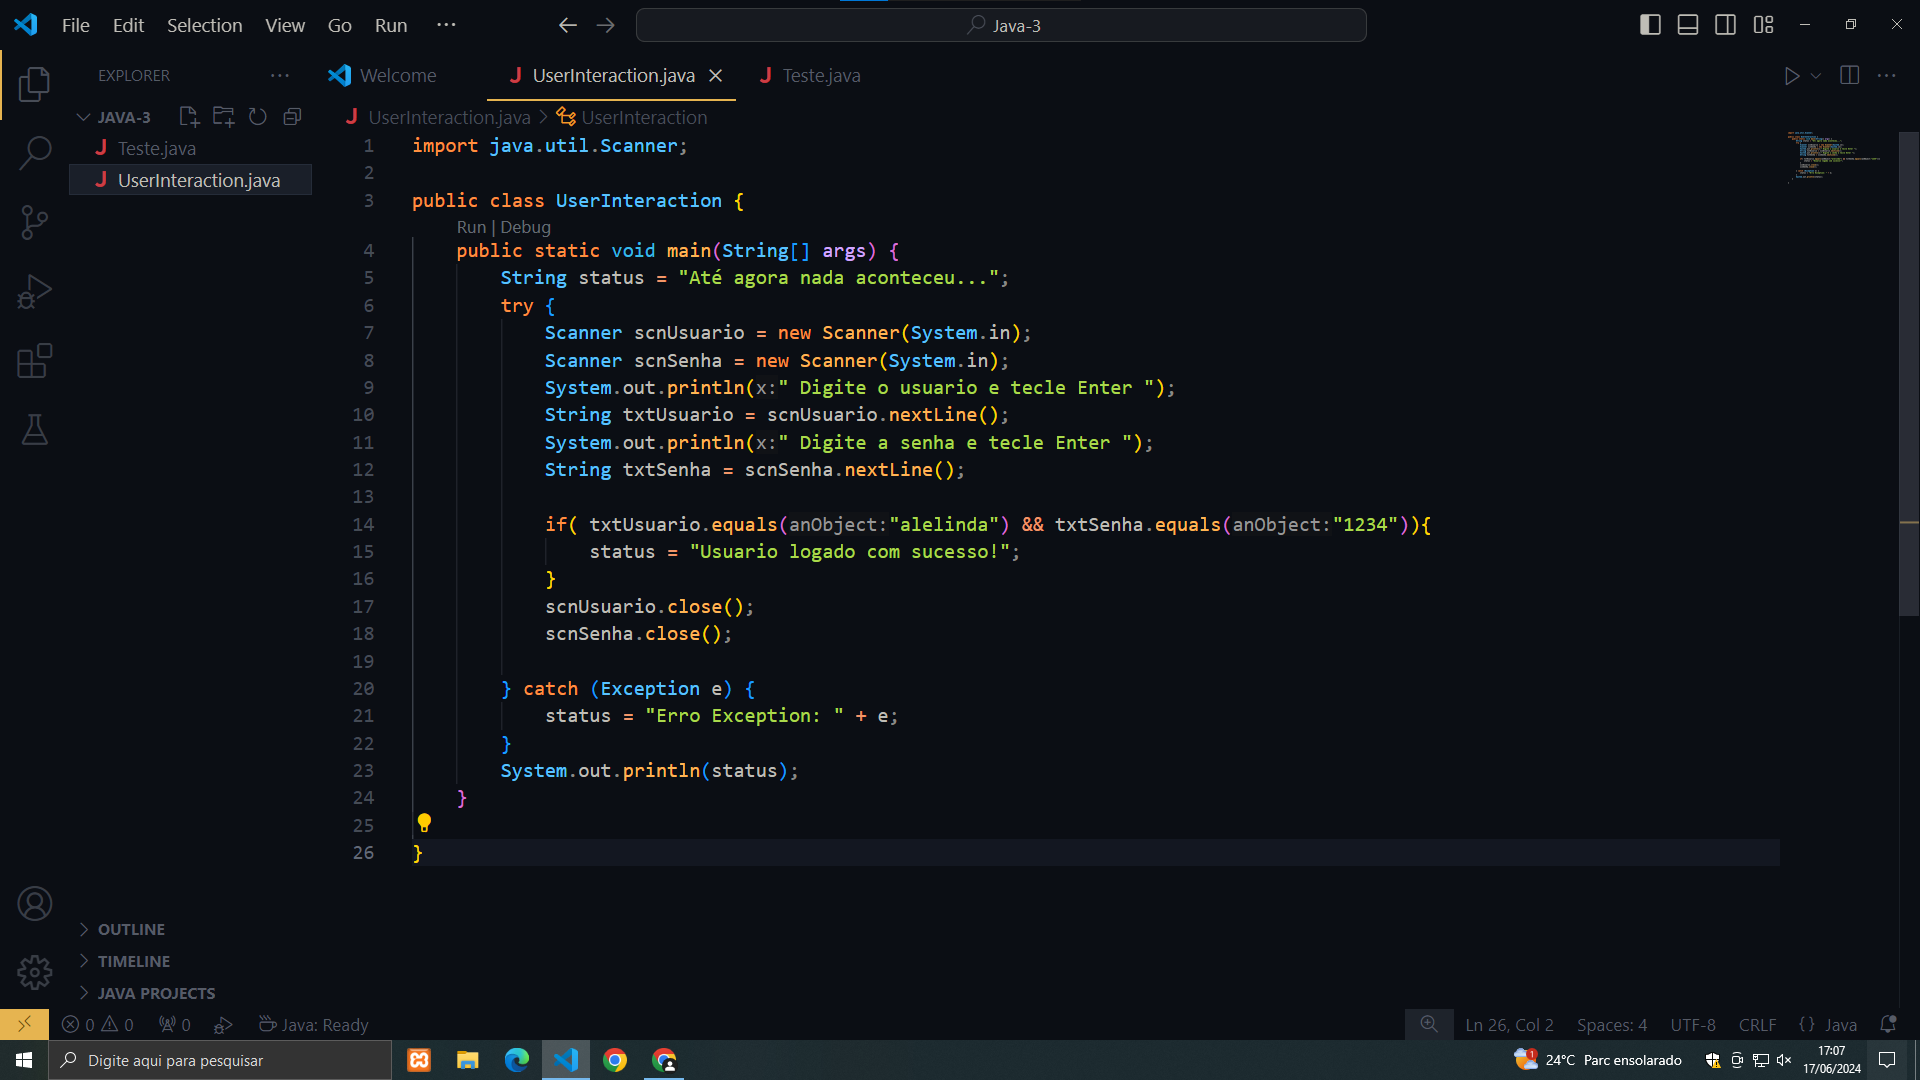 File Edit Selection View Go Run ···
Java-3
EXPLORER ···
Welcome
UserInteraction.java
Teste.java
JAVA-3
Teste.java
UserInteraction.java
UserInteraction.java > UserInteraction
1 import java.util.Scanner;
2
3 public class UserInteraction {
Run | Debug
4 public static void main(String[] args) {
5 String status = "Até agora nada aconteceu...";
6 try {
7 Scanner scnUsuario = new Scanner(System.in);
8 Scanner scnSenha = new Scanner(System.in);
9 System.out.println(x:" Digite o usuario e tecle Enter ");
10 String txtUsuario = scnUsuario.nextLine();
11 System.out.println(x:" Digite a senha e tecle Enter ");
12 String txtSenha = scnSenha.nextLine();
13
14 if( txtUsuario.equals(anObject:"alelinda") && txtSenha.equals(anObject:"1234")){
15 status = "Usuario logado com sucesso!";
16 }
17 scnUsuario.close();
18 scnSenha.close();
19
20 } catch (Exception e) {
21 status = "Erro Exception: " + e;
22 }
23 System.out.println(status);
24 }
25
26 }
OUTLINE
TIMELINE
JAVA PROJECTS
0 0 0 Java: Ready
Ln 26, Col 2 Spaces: 4 UTF-8 CRLF {} Java
Digite aqui para pesquisar
1 24°C Parc ensolarado
17:07
17/06/2024